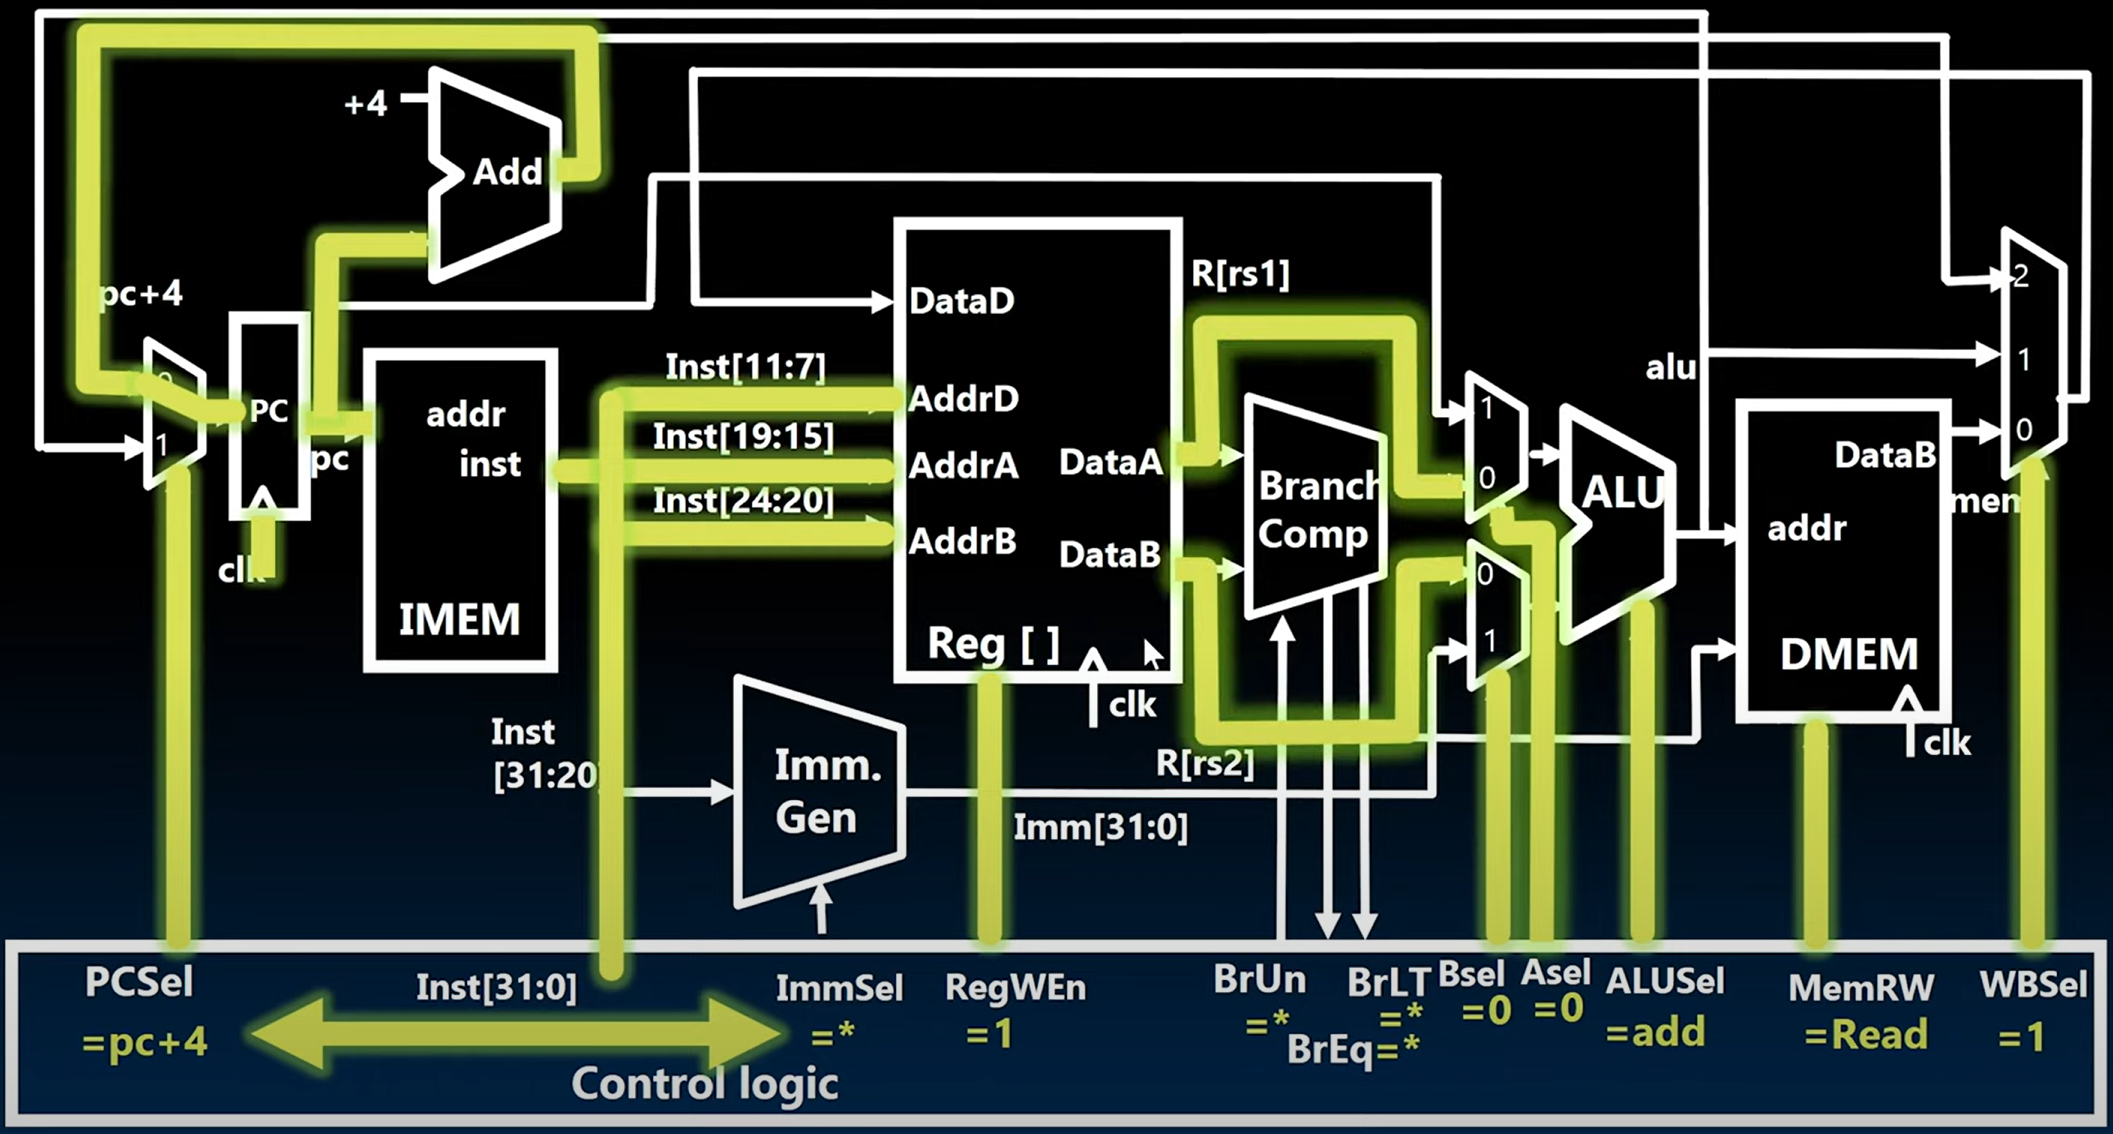 +4
Add
pc+4
0
1
PC
clk
pc
addr
inst
IMEM
Inst[11:7]
Inst[19:15]
Inst[24:20]
DataD
AddrD
AddrA
AddrB
DataA
DataB
Reg [ ]
clk
R[rs1]
R[rs2]
Branch
Comp
1
0
0
1
ALU
alu
DataB
addr
DMEM
clk
mem
2
1
0
Inst
[31:20]
Imm.
Gen
Imm[31:0]
PCSel
=pc+4
Inst[31:0]
Control logic
ImmSel
=*
RegWEn
=1
BrUn
=*
BrLT
=*
BrEq=*
Bsel
=0
Asel
=0
ALUSel
=add
MemRW
=Read
WBSel
=1